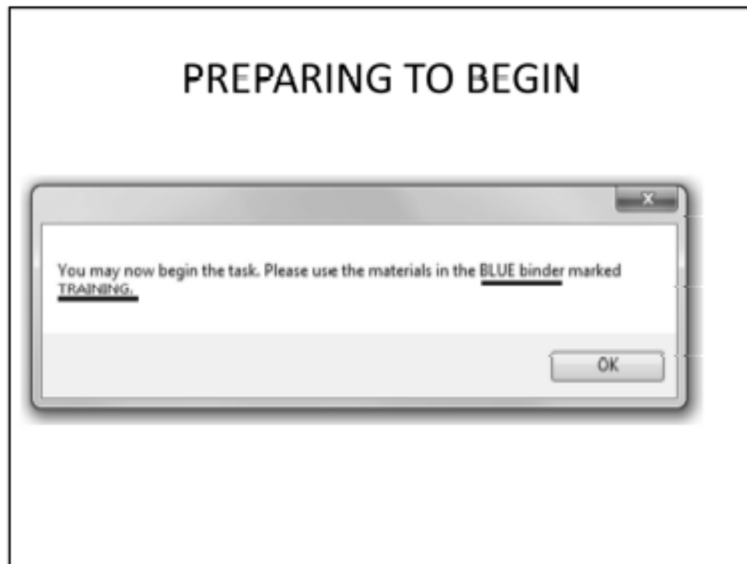 PREPARING TO BEGIN
X
You may now begin the task. Please use the materials in the BLUE binder marked
TRAINING.
OK